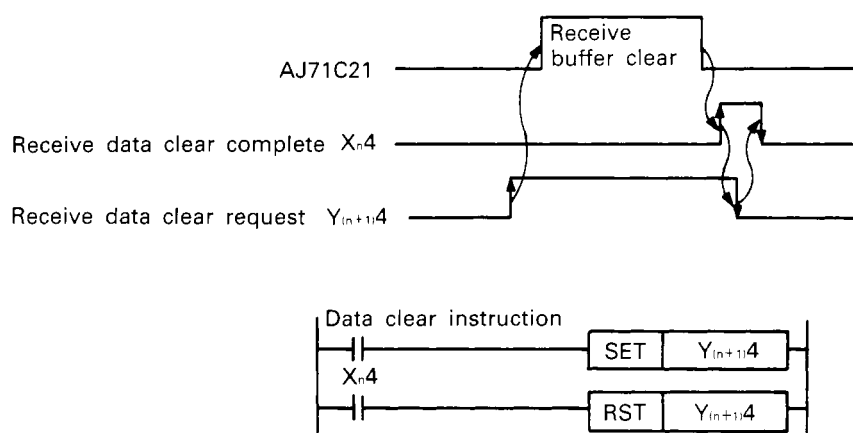 Receive
buffer clear
AJ71C21
Receive data clear complete Xn4
Receive data clear request Y(n+1)4
Data clear instruction
SET Y(n+1)4
Xn4
RST Y(n+1)4